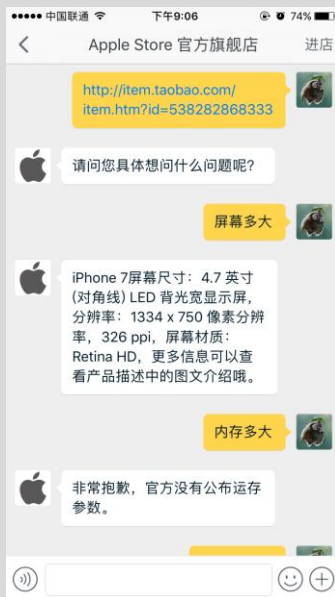 中国联通 下午9:06 74%
Apple Store 官方旗舰店 进店
http://item.taobao.com/
item.htm?id=538282868333
请问您具体想问什么问题呢?
屏幕多大
iPhone 7屏幕尺寸：4.7 英寸
(对角线) LED 背光宽显示屏,
分辨率：1334 x 750 像素分辨
率，326 ppi，屏幕材质：
Retina HD，更多信息可以查
看产品描述中的图文介绍哦。
内存多大
非常抱歉，官方没有公布运存
参数。